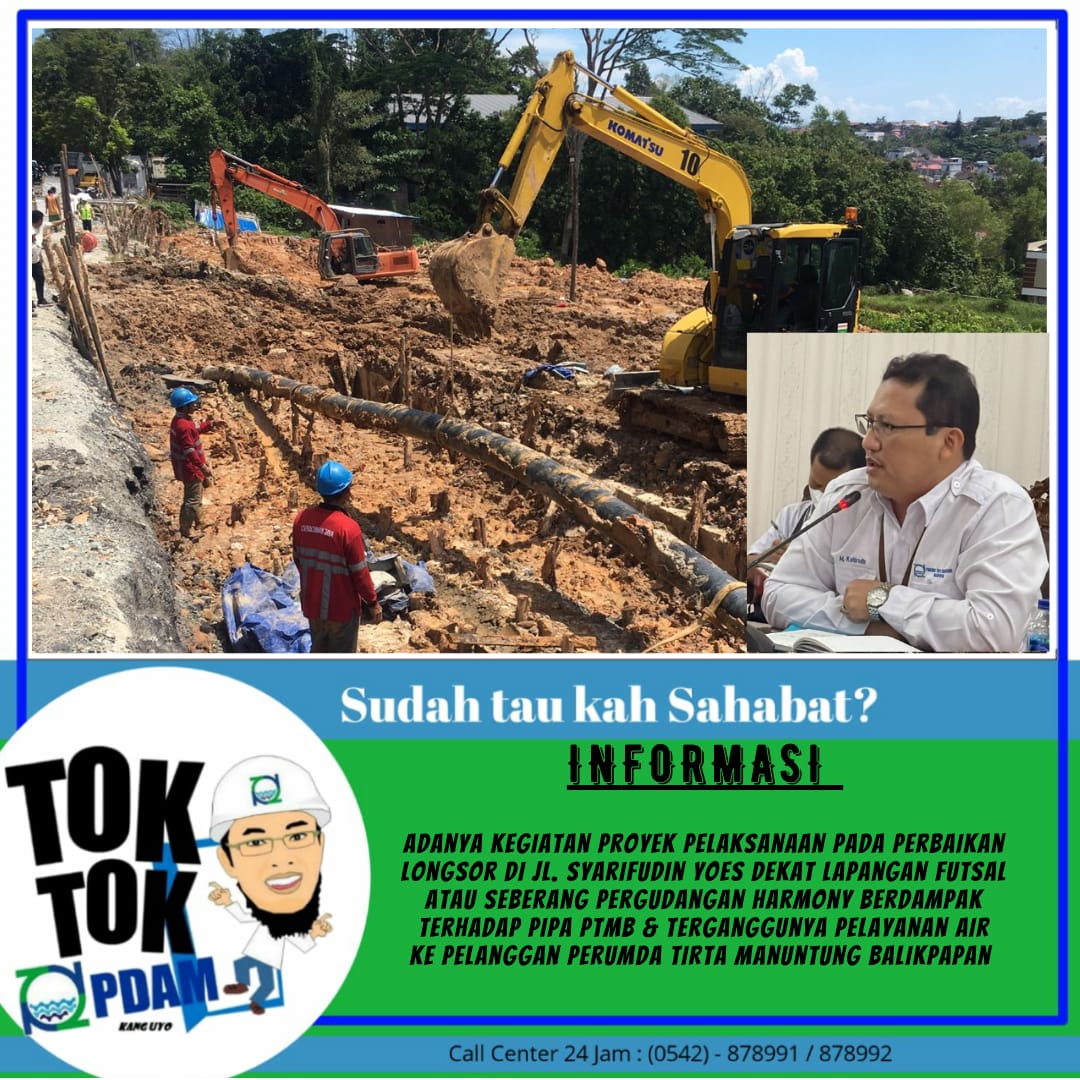 KOMATSU 10
Sudah tau kah Sahabat?
INFORMASI
ADANYA KEGIATAN PROYEK PELAKSANAAN PADA PERBAIKAN
LONGSOR DI JL. SYARIFUDIN YOES DEKAT LAPANGAN FUTSAL
ATAU SEBERANG PERGUDANGAN HARMONY BERDAMPAK
TERHADAP PIPA PTMB & TERGANGGUNYA PELAYANAN AIR
KE PELANGGAN PERUMDA TIRTA MANUNTUNG BALIKPAPAN
TOK
TOK
PDAM
KANG UYO
Call Center 24 Jam : (0542) - 878991 / 878992